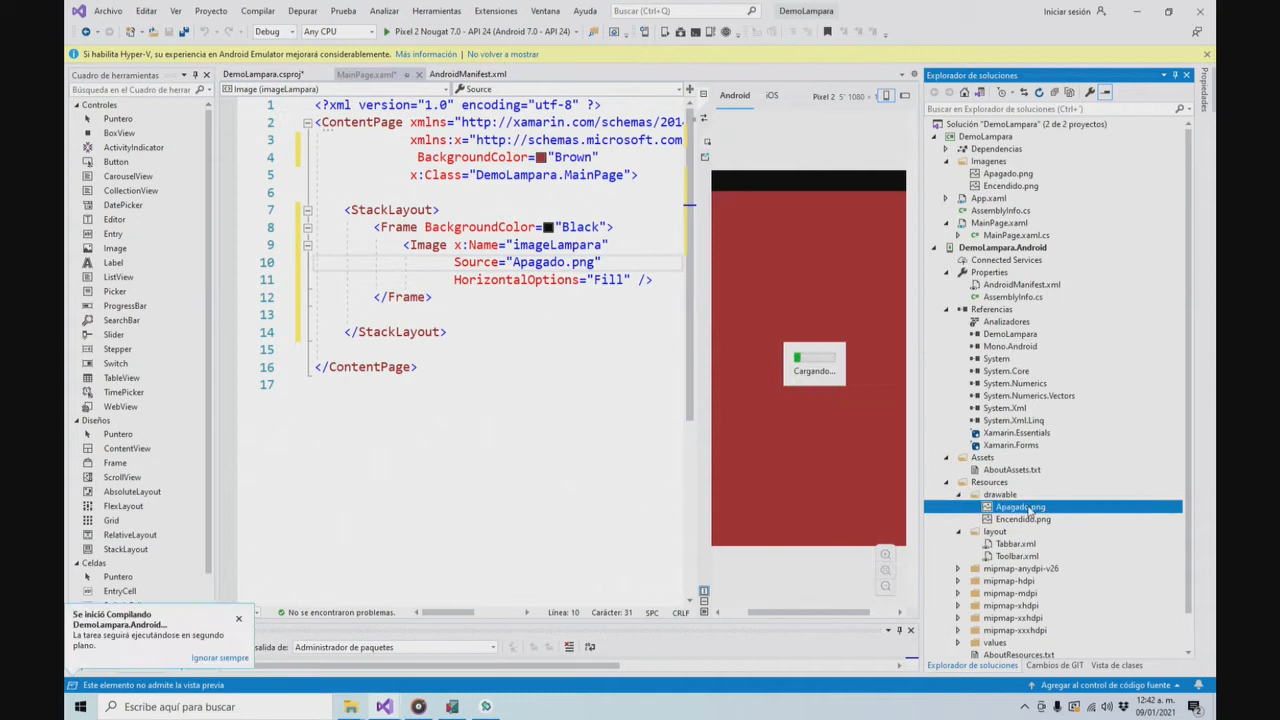 Archivo Editar Ver Proyecto Compilar Depurar Prueba Analizar Herramientas Extensiones Ventana Ayuda Buscar (Ctrl+Q) DemoLampara Iniciar sesión
Debug Any CPU Pixel 2 Nougat 7.0 - API 24 (Android 7.0 - API 24)
Si habilita Hyper-V, su experiencia en Android Emulator mejorará considerablemente. Más información No volver a mostrar
Cuadro de herramientas
Búsqueda en el Cuadro de herrar
Controles
Puntero
BoxView
ActivityIndicator
Button
CarouselView
CollectionView
DatePicker
Editor
Entry
Image
Label
ListView
Picker
ProgressBar
SearchBar
Slider
Stepper
Switch
TableView
TimePicker
WebView
Diseños
Puntero
ContentView
Frame
ScrollView
AbsoluteLayout
FlexLayout
Grid
RelativeLayout
StackLayout
Celdas
Puntero
EntryCell
DemoLampara.csproj* MainPage.xaml* AndroidManifest.xml
Image (imageLampara) Source
1 <?xml version="1.0" encoding="utf-8" ?>
2 <ContentPage xmlns="http://xamarin.com/schemas/201
3 xmlns:x="http://schemas.microsoft.com
4 BackgroundColor="Brown"
5 x:Class="DemoLampara.MainPage">
6
7 <StackLayout>
8 <Frame BackgroundColor="Black">
9 <Image x:Name="imageLampara"
10 Source="Apagado.png"
11 HorizontalOptions="Fill" />
12 </Frame>
13
14 </StackLayout>
15
16 </ContentPage>
17
Android iOS Pixel 2 5" 1080 ×
Cargando...
No se encontraron problemas. Línea: 10 Carácter: 31 SPC CRLF
salida de: Administrador de paquetes
Se inició Compilando
DemoLampara.Android...
La tarea seguirá ejecutándose en segundo
plano.
Ignorar siempre
Explorador de soluciones
Buscar en Explorador de soluciones (Ctrl+´)
Solución "DemoLampara" (2 de 2 proyectos)
DemoLampara
Dependencias
Imagenes
Apagado.png
Encendido.png
App.xaml
AssemblyInfo.cs
MainPage.xaml
MainPage.xaml.cs
DemoLampara.Android
Connected Services
Properties
AndroidManifest.xml
AssemblyInfo.cs
Referencias
Analizadores
DemoLampara
Mono.Android
System
System.Core
System.Numerics
System.Numerics.Vectors
System.Xml
System.Xml.Linq
Xamarin.Essentials
Xamarin.Forms
Assets
AboutAssets.txt
Resources
drawable
Apagado.png
Encendido.png
layout
Tabbar.xml
Toolbar.xml
mipmap-anydpi-v26
mipmap-hdpi
mipmap-mdpi
mipmap-xhdpi
mipmap-xxhdpi
mipmap-xxxhdpi
values
AboutResources.txt
Explorador de soluciones Cambios de GIT Vista de clases
Propiedades
Este elemento no admite la vista previa Agregar al control de código fuente 2
Escribe aquí para buscar
12:42 a. m.
09/01/2021
2